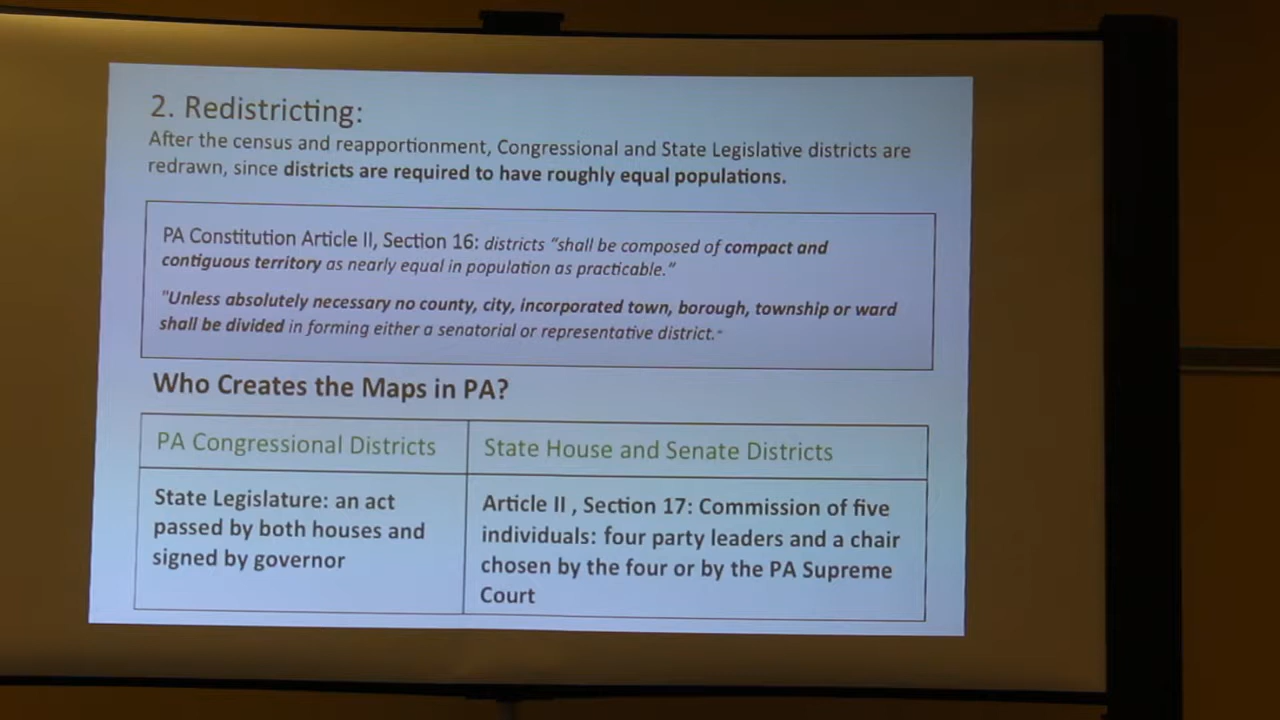 2. Redistricting:
After the census and reapportionment, Congressional and State Legislative districts are
redrawn, since districts are required to have roughly equal populations.
PA Constitution Article II, Section 16: districts “shall be composed of compact and
contiguous territory as nearly equal in population as practicable.”
"Unless absolutely necessary no county, city, incorporated town, borough, township or ward
shall be divided in forming either a senatorial or representative district."
Who Creates the Maps in PA?
PA Congressional Districts
State House and Senate Districts
State Legislature: an act
passed by both houses and
signed by governor
Article II , Section 17: Commission of five
individuals: four party leaders and a chair
chosen by the four or by the PA Supreme
Court